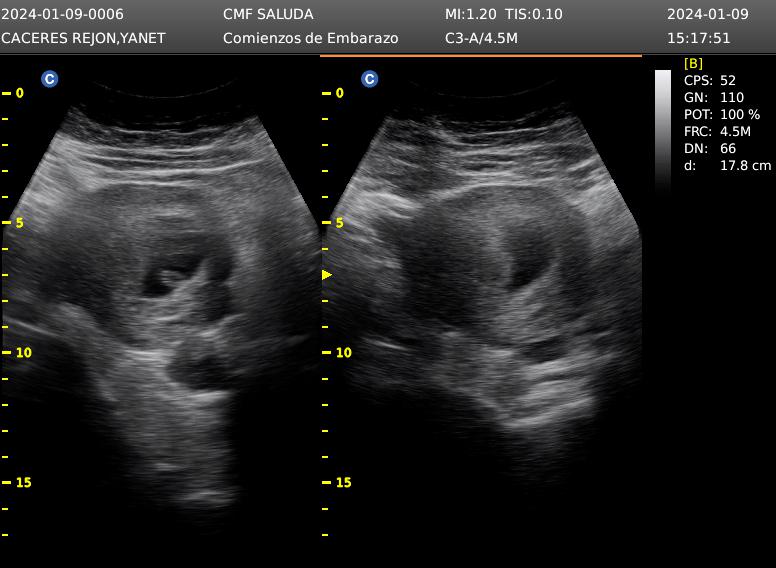 2024-01-09-0006 CMF SALUDA MI:1.20 TIS:0.10 2024-01-09
CACERES REJON,YANET Comienzos de Embarazo C3-A/4.5M 15:17:51
[B]
CPS: 52
GN: 110
POT: 100 %
FRC: 4.5M
DN: 66
d: 17.8 cm
C
C
0
5
10
15
0
5
10
15